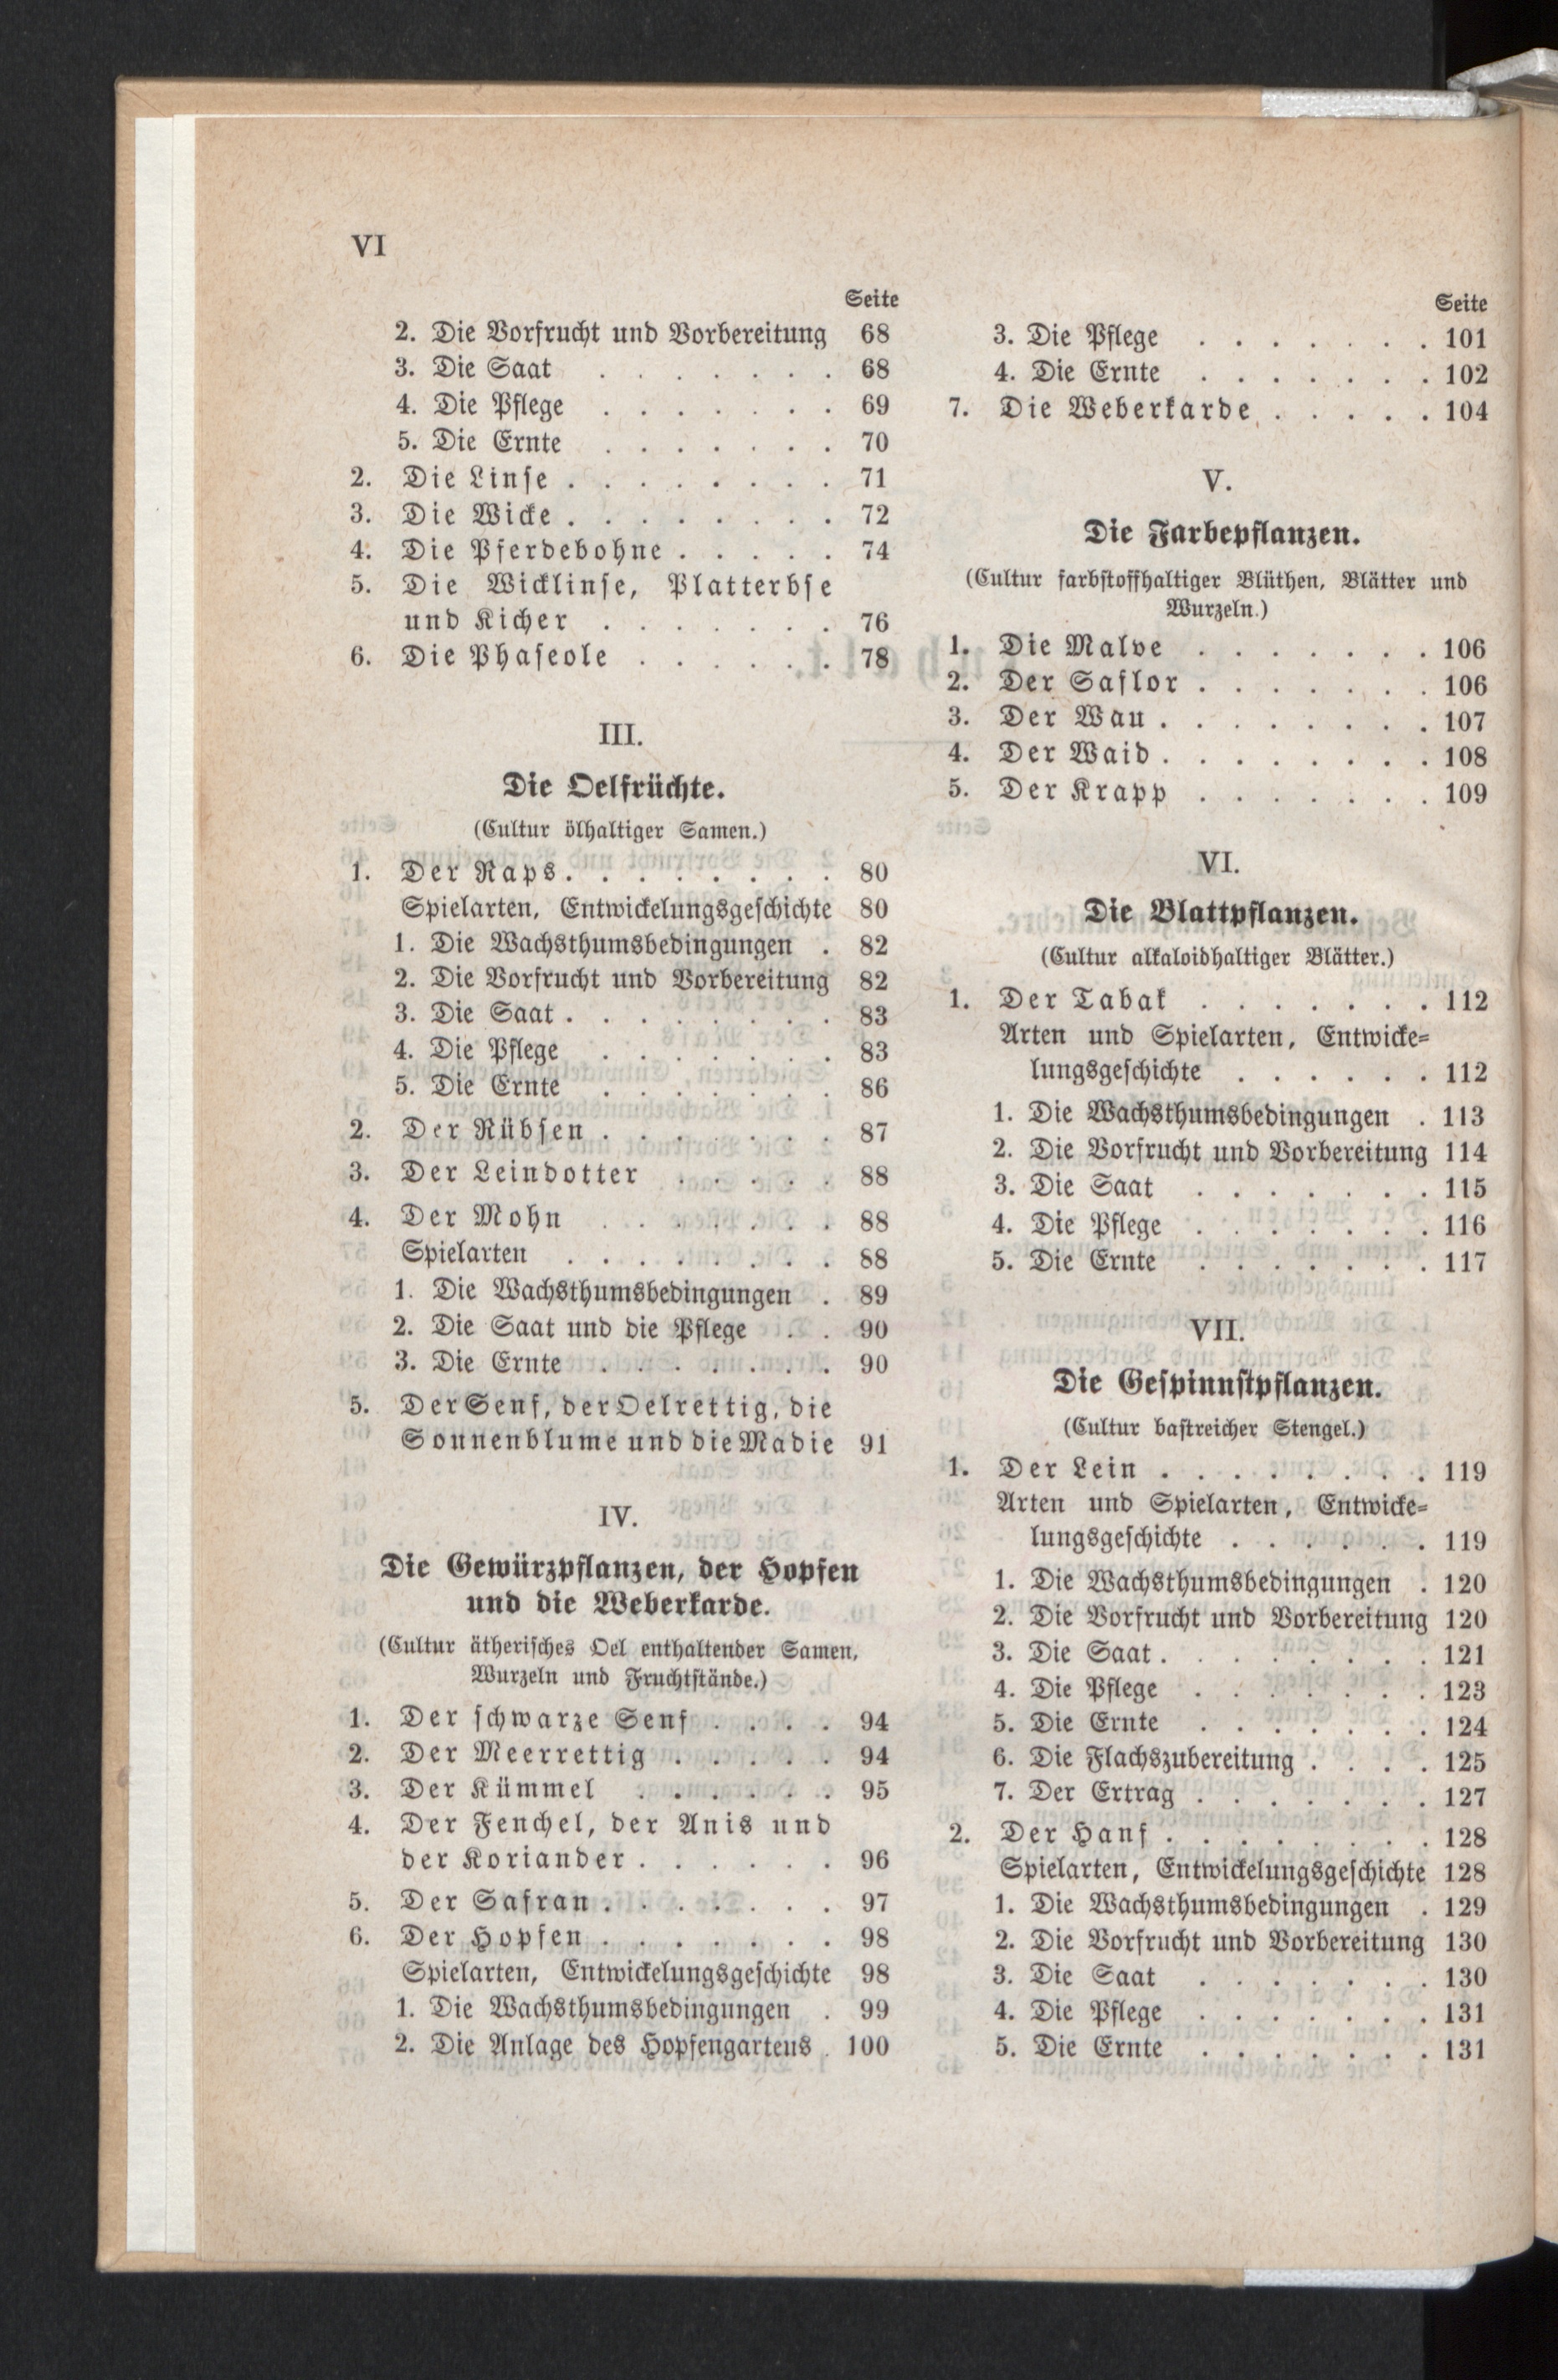 VI
Seite
2. Die Vorfrucht und Vorbereitung 68
3. Die Saat . . . . . . . 68
4. Die Pflege . . . . . . . 69
5. Die Ernte . . . . . . . 70
2. Die Linse . . . . . . . . 71
3. Die Wicke . . . . . . . . 72
4. Die Pferdebohne . . . . . 74
5. Die Wicklinse, Platterbse
und Kicher . . . . . . . 76
6. Die Phaseole . . . . . . 78
III.
Die Oelfrüchte.
(Cultur ölhaltiger Samen.)
1. Der Raps . . . . . . . . 80
Spielarten, Entwickelungsgeschichte 80
1. Die Wachsthumsbedingungen . 82
2. Die Vorfrucht und Vorbereitung 82
3. Die Saat . . . . . . . . 83
4. Die Pflege . . . . . . . 83
5. Die Ernte . . . . . . . 86
2. Der Rübsen . . . . . . . 87
3. Der Leindotter . . . . . 88
4. Der Mohn . . . . . . . 88
Spielarten . . . . . . . . 88
1. Die Wachsthumsbedingungen . 89
2. Die Saat und die Pflege . . 90
3. Die Ernte . . . . . . . 90
5. Der Senf, der Oelrettig, die
Sonnenblume und die Madie 91
IV.
Die Gewürzpflanzen, der Hopfen
und die Weberkarde.
(Cultur ätherisches Oel enthaltender Samen,
Wurzeln und Fruchtstände.)
1. Der schwarze Senf . . . . 94
2. Der Meerrettig . . . . . 94
3. Der Kümmel . . . . . . 95
4. Der Fenchel, der Anis und
der Koriander . . . . . . 96
5. Der Safran . . . . . . . 97
6. Der Hopfen . . . . . . . 98
Spielarten, Entwickelungsgeschichte 98
1. Die Wachsthumsbedingungen . 99
2. Die Anlage des Hopfengartens . 100
Seite
3. Die Pflege . . . . . . . 101
4. Die Ernte . . . . . . . 102
7. Die Weberkarde . . . . . 104
V.
Die Farbepflanzen.
(Cultur farbstoffhaltiger Blüthen, Blätter und
Wurzeln.)
1. Die Malve . . . . . . . 106
2. Der Saflor . . . . . . . 106
3. Der Wau . . . . . . . . 107
4. Der Waid . . . . . . . . 108
5. Der Krapp . . . . . . . 109
VI.
Die Blattpflanzen.
(Cultur alkaloidhaltiger Blätter.)
1. Der Tabak . . . . . . . 112
Arten und Spielarten, Entwicke-
lungsgeschichte . . . . . . 112
1. Die Wachsthumsbedingungen . 113
2. Die Vorfrucht und Vorbereitung 114
3. Die Saat . . . . . . . 115
4. Die Pflege . . . . . . . 116
5. Die Ernte . . . . . . . 117
VII.
Die Gespinnstpflanzen.
(Cultur bastreicher Stengel.)
1. Der Lein . . . . . . . . 119
Arten und Spielarten, Entwicke-
lungsgeschichte . . . . . . 119
1. Die Wachsthumsbedingungen . 120
2. Die Vorfrucht und Vorbereitung 120
3. Die Saat . . . . . . . . 121
4. Die Pflege . . . . . . . 123
5. Die Ernte . . . . . . . 124
6. Die Flachszubereitung . . . . 125
7. Der Ertrag . . . . . . . 127
2. Der Hanf . . . . . . . . 128
Spielarten, Entwickelungsgeschichte 128
1. Die Wachsthumsbedingungen . 129
2. Die Vorfrucht und Vorbereitung 130
3. Die Saat . . . . . . . 130
4. Die Pflege . . . . . . . 131
5. Die Ernte . . . . . . . 131